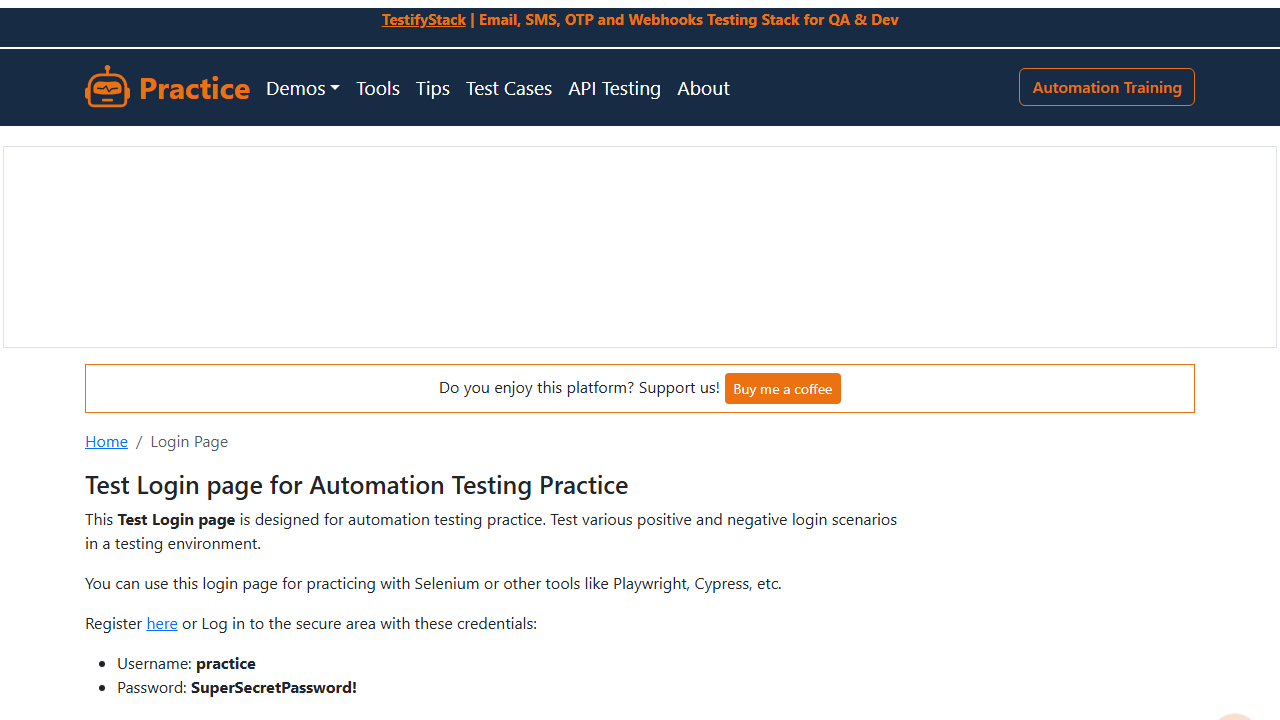 TestifyStack | Email, SMS, OTP and Webhooks Testing Stack for QA & Dev
Practice Demos Tools Tips Test Cases API Testing About Automation Training
Do you enjoy this platform? Support us! Buy me a coffee
Home / Login Page
Test Login page for Automation Testing Practice
This Test Login page is designed for automation testing practice. Test various positive and negative login scenarios
in a testing environment.
You can use this login page for practicing with Selenium or other tools like Playwright, Cypress, etc.
Register here or Log in to the secure area with these credentials:
Username: practice
Password: SuperSecretPassword!